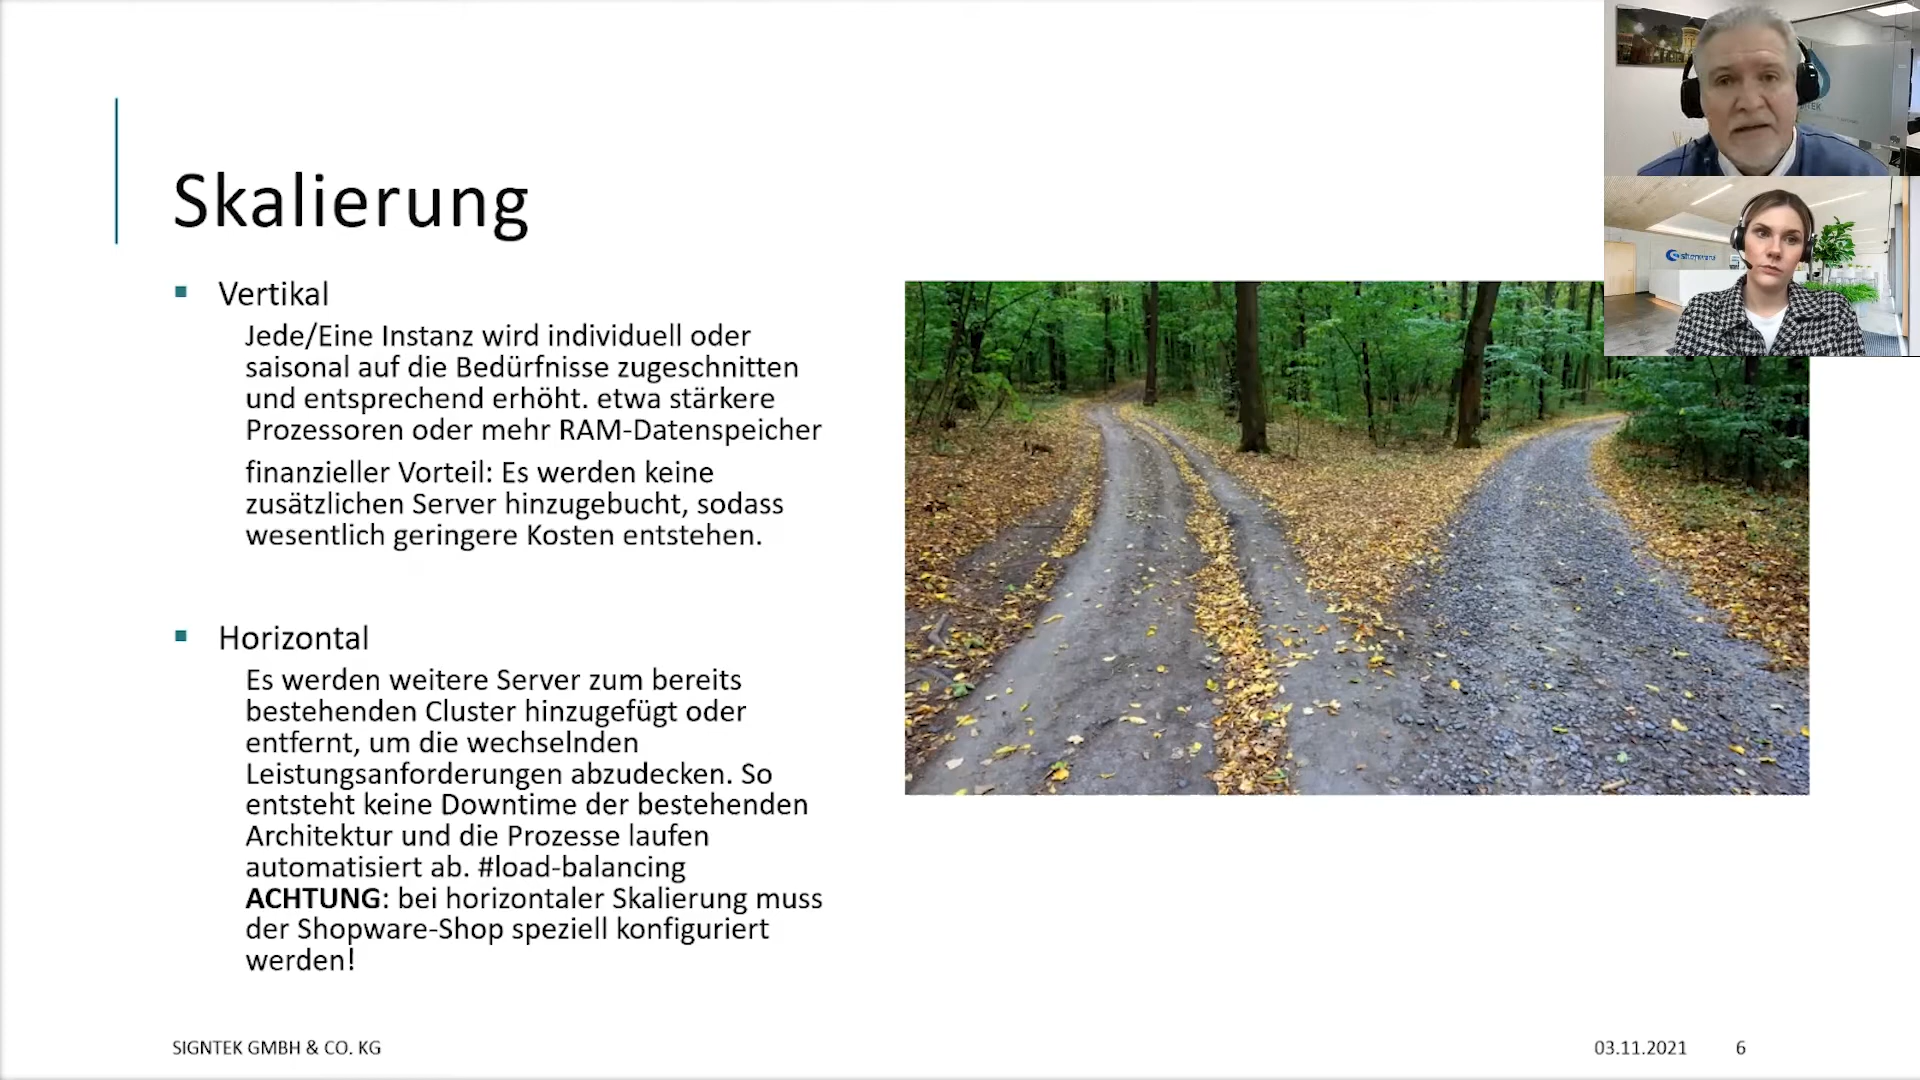 Skalierung
Vertikal
Jede/Eine Instanz wird individuell oder
saisonal auf die Bedürfnisse zugeschnitten
und entsprechend erhöht. etwa stärkere
Prozessoren oder mehr RAM-Datenspeicher
finanzieller Vorteil: Es werden keine
zusätzlichen Server hinzugebucht, sodass
wesentlich geringere Kosten entstehen.
Horizontal
Es werden weitere Server zum bereits
bestehenden Cluster hinzugefügt oder
entfernt, um die wechselnden
Leistungsanforderungen abzudecken. So
entsteht keine Downtime der bestehenden
Architektur und die Prozesse laufen
automatisiert ab. #load-balancing
ACHTUNG: bei horizontaler Skalierung muss
der Shopware-Shop speziell konfiguriert
werden!
SIGNTEK GMBH & CO. KG
03.11.2021
6